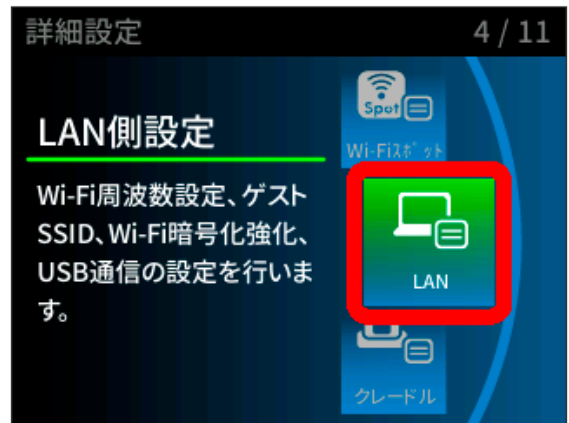 詳細設定
4 / 11
LAN側設定
Wi-Fi周波数設定、ゲスト
SSID、Wi-Fi暗号化強化、
USB通信の設定を行いま
す。
Spot
Wi-Fiｽﾎﾟｯﾄ
LAN
クレードル